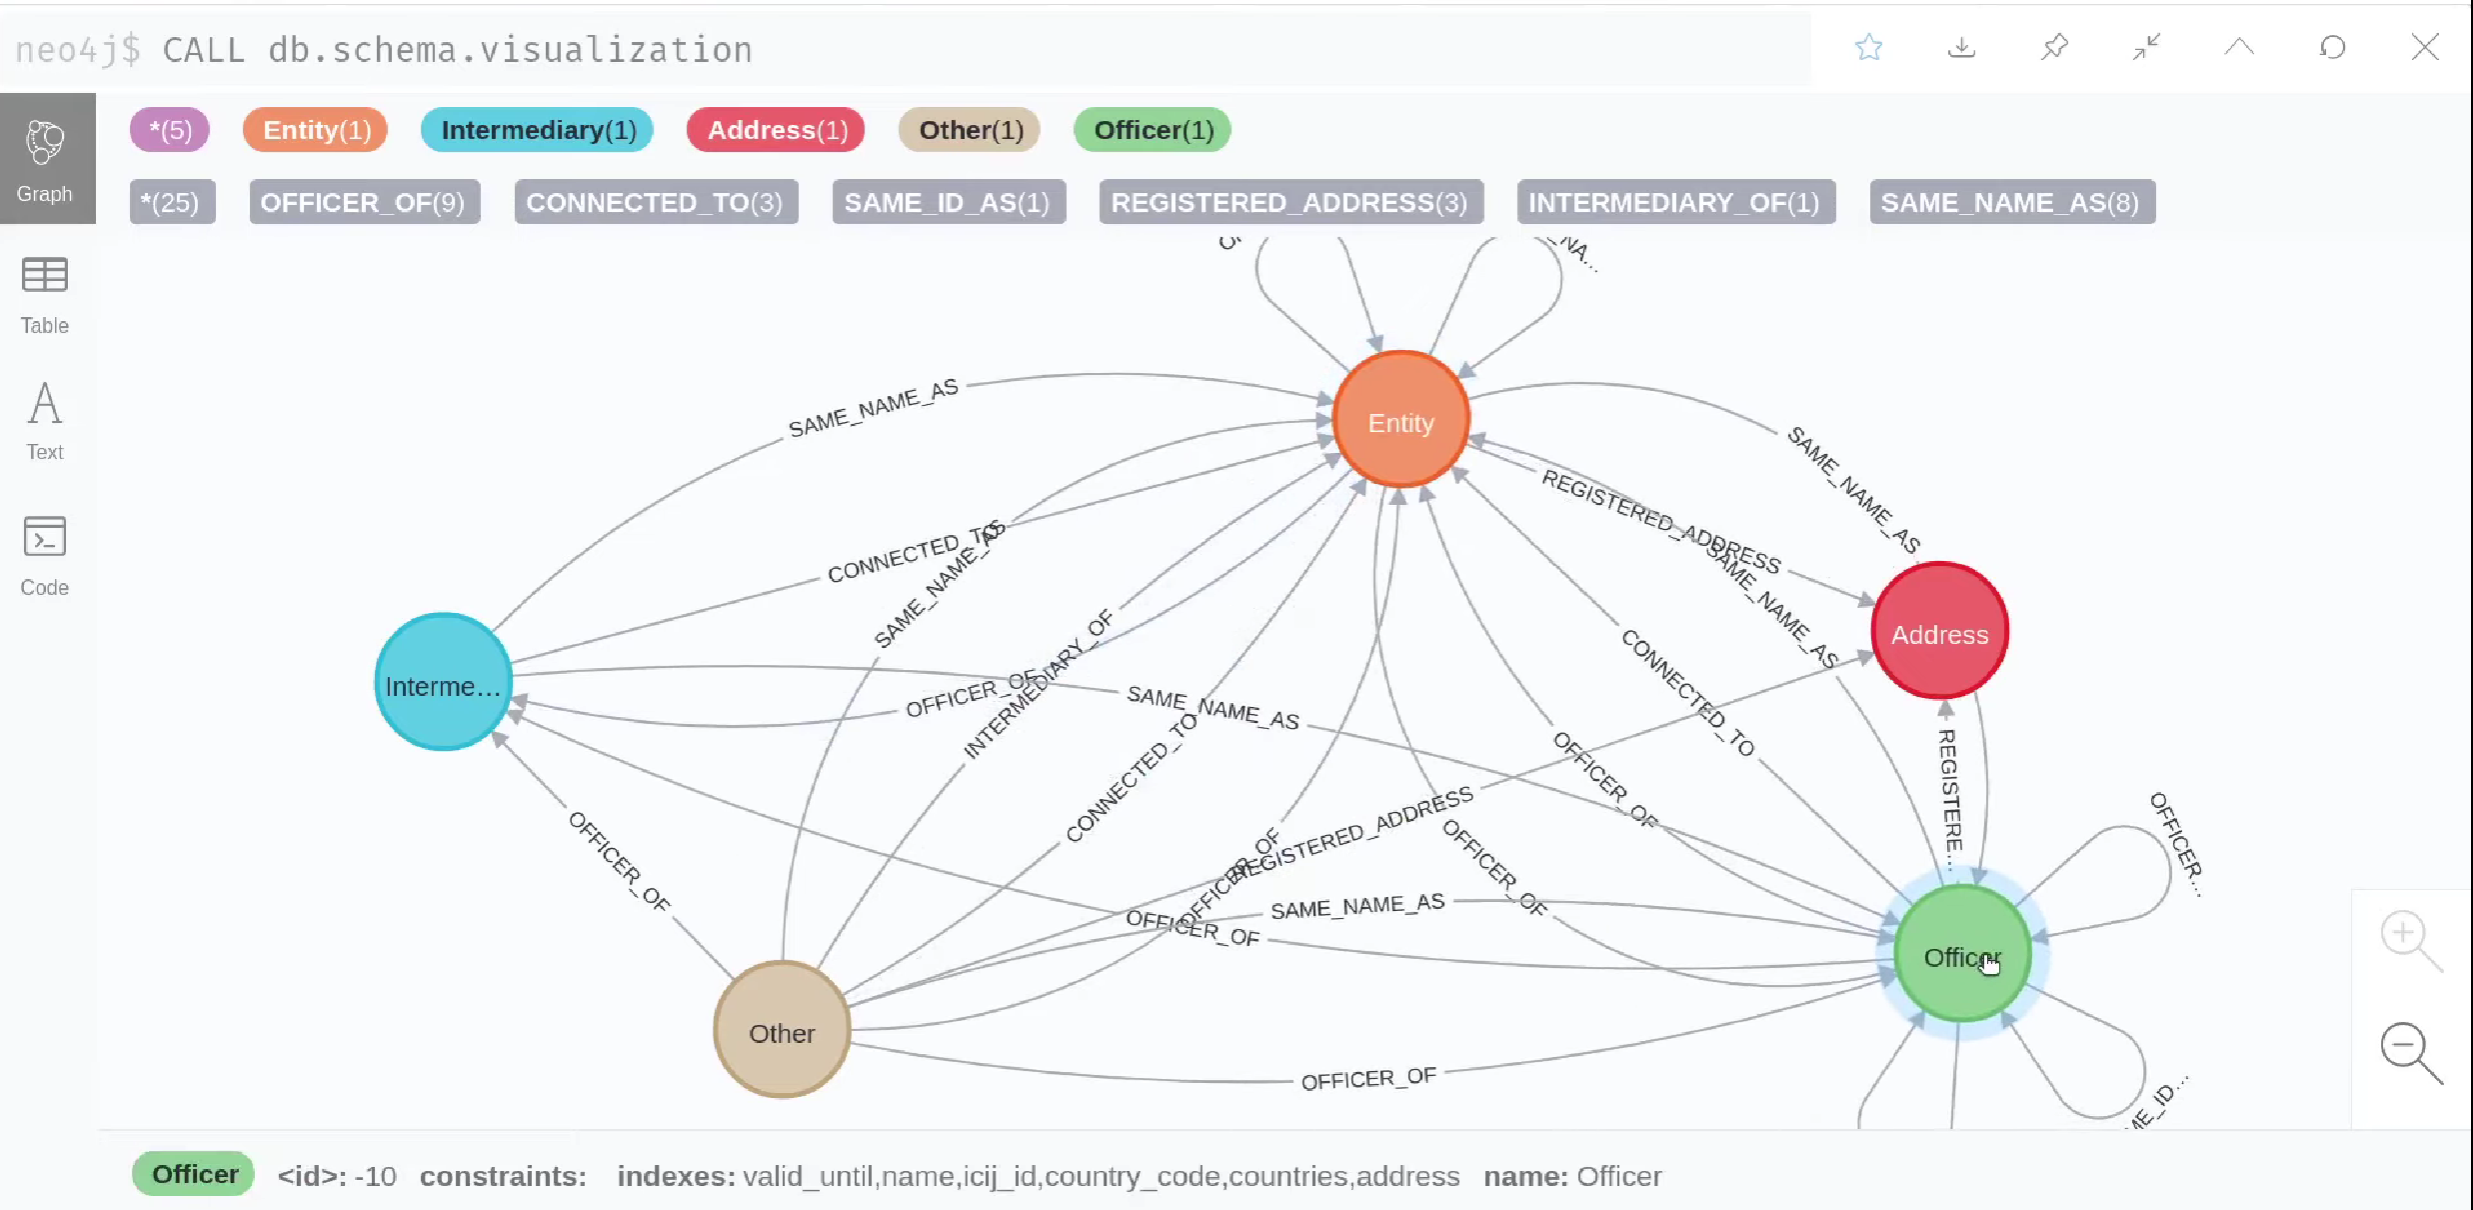 neo4j$ CALL db.schema.visualization
*(5) Entity(1) Intermediary(1) Address(1) Other(1) Officer(1)
Graph
*(25) OFFICER_OF(9) CONNECTED_TO(3) SAME_ID_AS(1) REGISTERED_ADDRESS(3) INTERMEDIARY_OF(1) SAME_NAME_AS(8)
Table
Text
Code
_NA...
SAME_NAME_AS
Entity
SAME_NAME_AS
REGISTERED_ADDRESS
CONNECTED_TO
SAME_NAME_AS
SAME_NAME_AS
Address
CONNECTED_TO
Interme...
OFFICER_OF
INTERMEDIARY_OF
SAME_NAME_AS
CONNECTED_TO
OFFICER_OF
REGISTERE...
OFFICER...
OFFICER_OF
REGISTERED_ADDRESS
OFFICER_OF
OFFICER_OF
SAME_NAME_AS
OFFICER_OF
Officer
Other
OFFICER_OF
ME_ID...
Officer <id>: -10 constraints: indexes: valid_until,name,icij_id,country_code,countries,address name: Officer